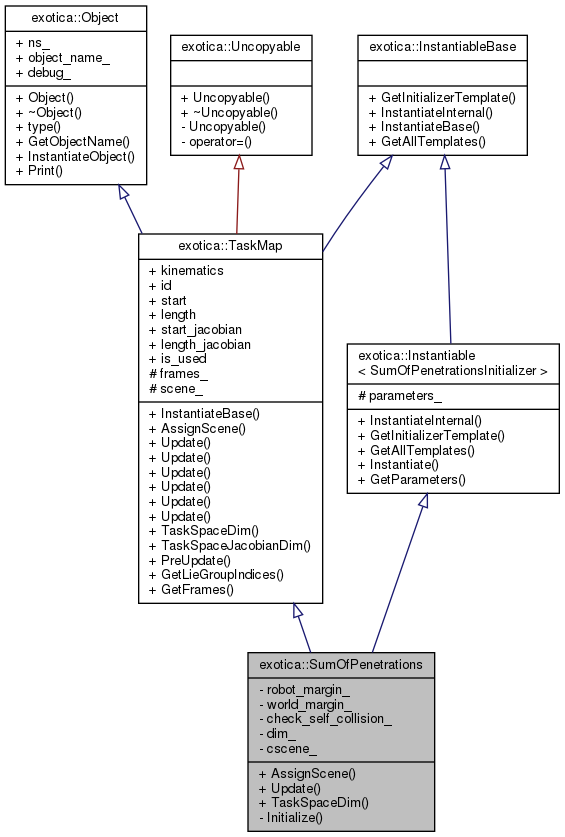 exotica::Object
+ ns_
+ object_name_
+ debug_
+ Object()
+ ~Object()
+ type()
+ GetObjectName()
+ InstantiateObject()
+ Print()
exotica::Uncopyable
+ Uncopyable()
+ ~Uncopyable()
- Uncopyable()
- operator=()
exotica::InstantiableBase
+ GetInitializerTemplate()
+ InstantiateInternal()
+ InstantiateBase()
+ GetAllTemplates()
exotica::TaskMap
+ kinematics
+ id
+ start
+ length
+ start_jacobian
+ length_jacobian
+ is_used
# frames_
# scene_
+ InstantiateBase()
+ AssignScene()
+ Update()
+ Update()
+ Update()
+ Update()
+ Update()
+ Update()
+ TaskSpaceDim()
+ TaskSpaceJacobianDim()
+ PreUpdate()
+ GetLieGroupIndices()
+ GetFrames()
exotica::Instantiable
< SumOfPenetrationsInitializer >
# parameters_
+ InstantiateInternal()
+ GetInitializerTemplate()
+ GetAllTemplates()
+ Instantiate()
+ GetParameters()
exotica::SumOfPenetrations
- robot_margin_
- world_margin_
- check_self_collision_
- dim_
- cscene_
+ AssignScene()
+ Update()
+ TaskSpaceDim()
- Initialize()